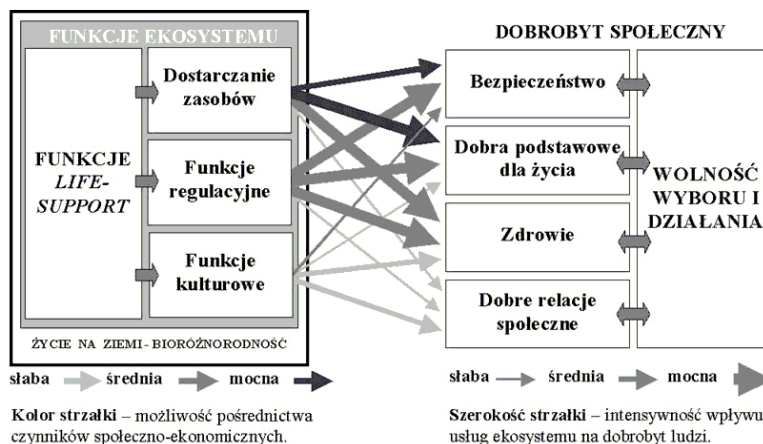 FUNKCJE EKOSYSTEMU
FUNKCJE
LIFE-
SUPPORT
Dostarczanie
zasobów
Funkcje
regulacyjne
Funkcje
kulturowe
ŻYCIE NA ZIEMI - BIORÓŻNORODNOŚĆ
DOBROBYT SPOŁECZNY
Bezpieczeństwo
Dobra podstawowe
dla życia
Zdrowie
Dobre relacje
społeczne
WOLNOŚĆ
WYBORU I
DZIAŁANIA
słaba średnia mocna
Kolor strzałki – możliwość pośrednictwa
czynników społeczno-ekonomicznych.
słaba średnia mocna
Szerokość strzałki – intensywność wpływu
usług ekosystemu na dobrobyt ludzi.